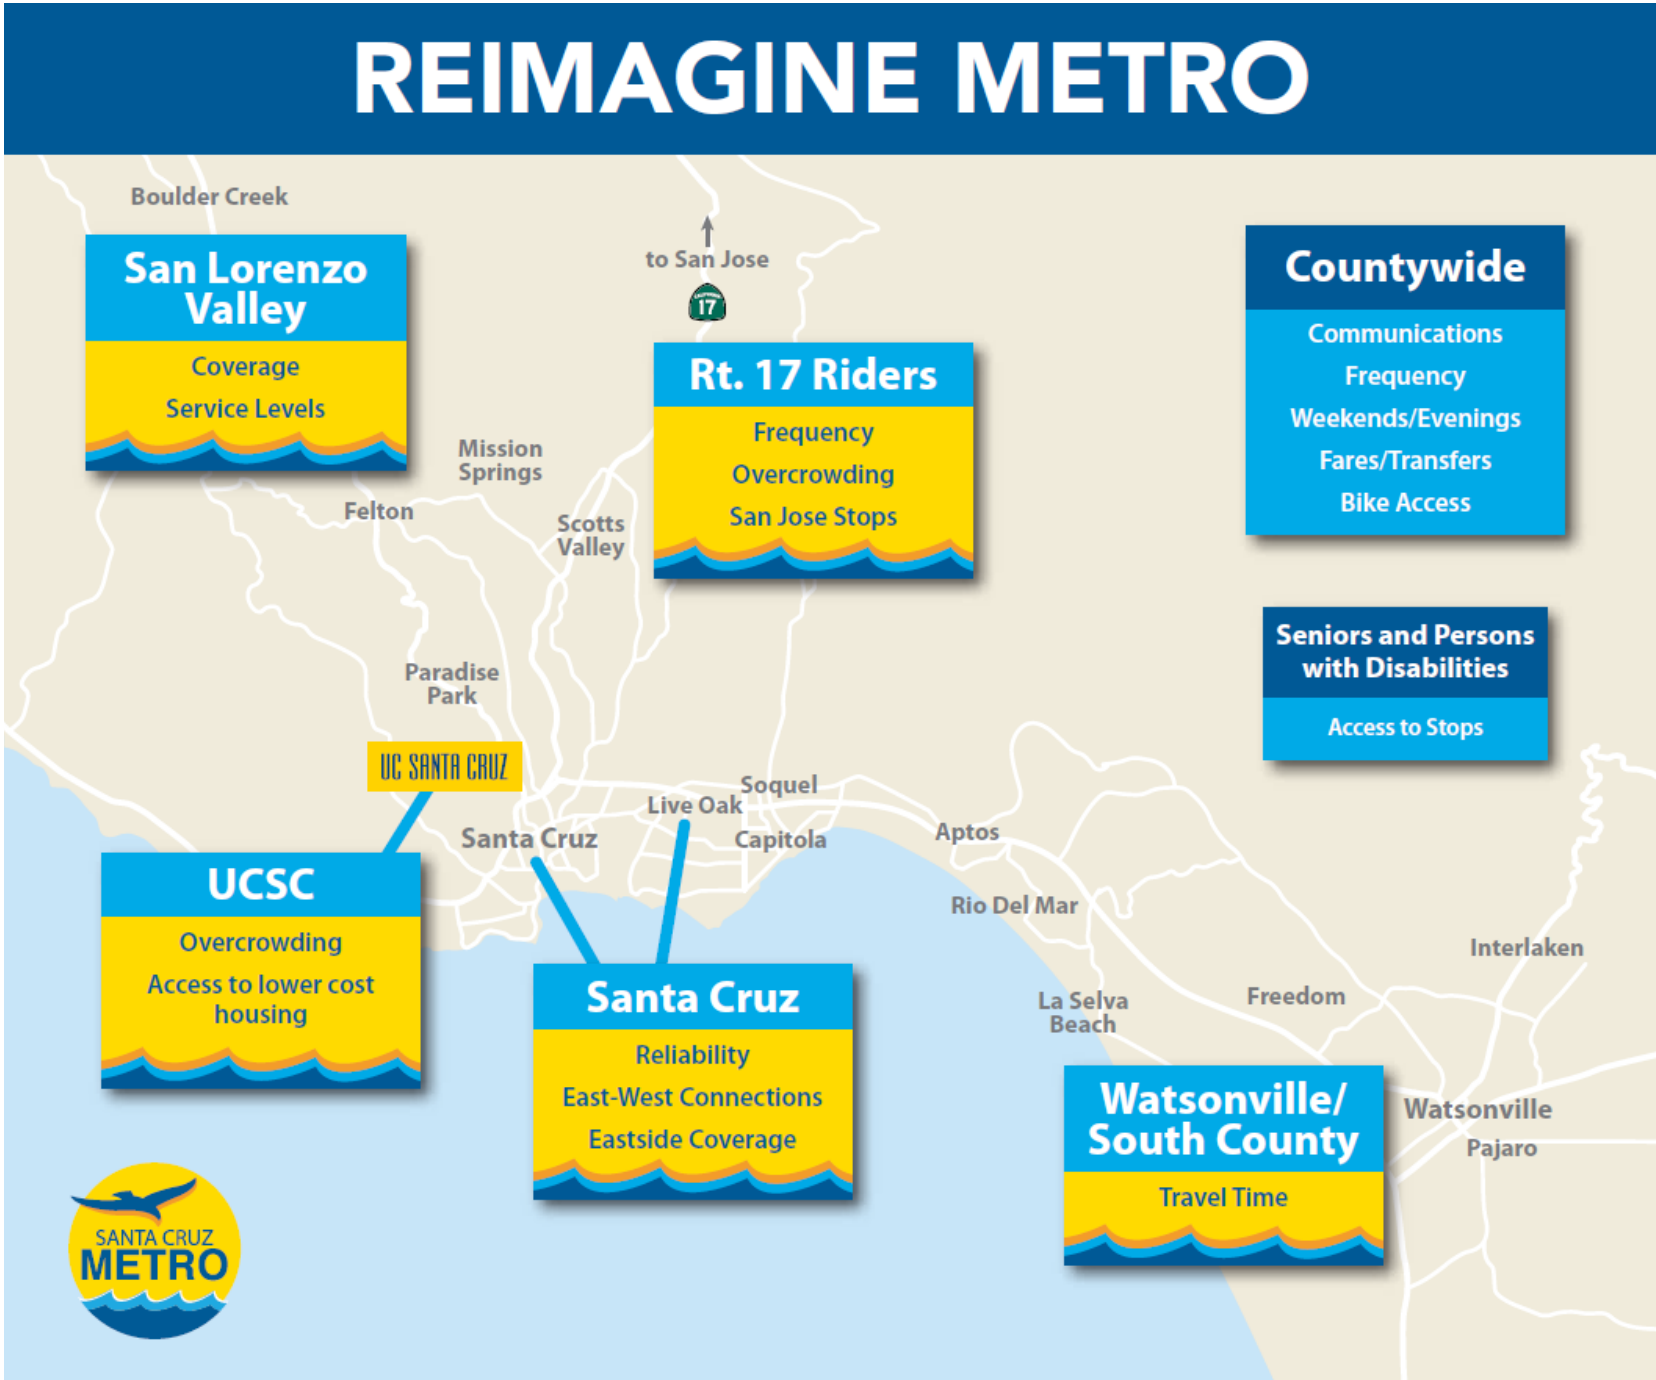 REIMAGINE METRO
Boulder Creek
San Lorenzo
Valley
Coverage
Service Levels
to San Jose
CALIFORNIA
17
Rt. 17 Riders
Frequency
Overcrowding
San Jose Stops
Countywide
Communications
Frequency
Weekends/Evenings
Fares/Transfers
Bike Access
Mission
Springs
Felton
Scotts
Valley
Seniors and Persons
with Disabilities
Access to Stops
Paradise
Park
UC SANTA CRUZ
Soquel
Live Oak
Santa Cruz
Capitola
Aptos
UCSC
Overcrowding
Access to lower cost
housing
Rio Del Mar
Interlaken
Santa Cruz
Reliability
East-West Connections
Eastside Coverage
La Selva
Beach
Freedom
Watsonville/
South County
Travel Time
Watsonville
Pajaro
SANTA CRUZ
METRO